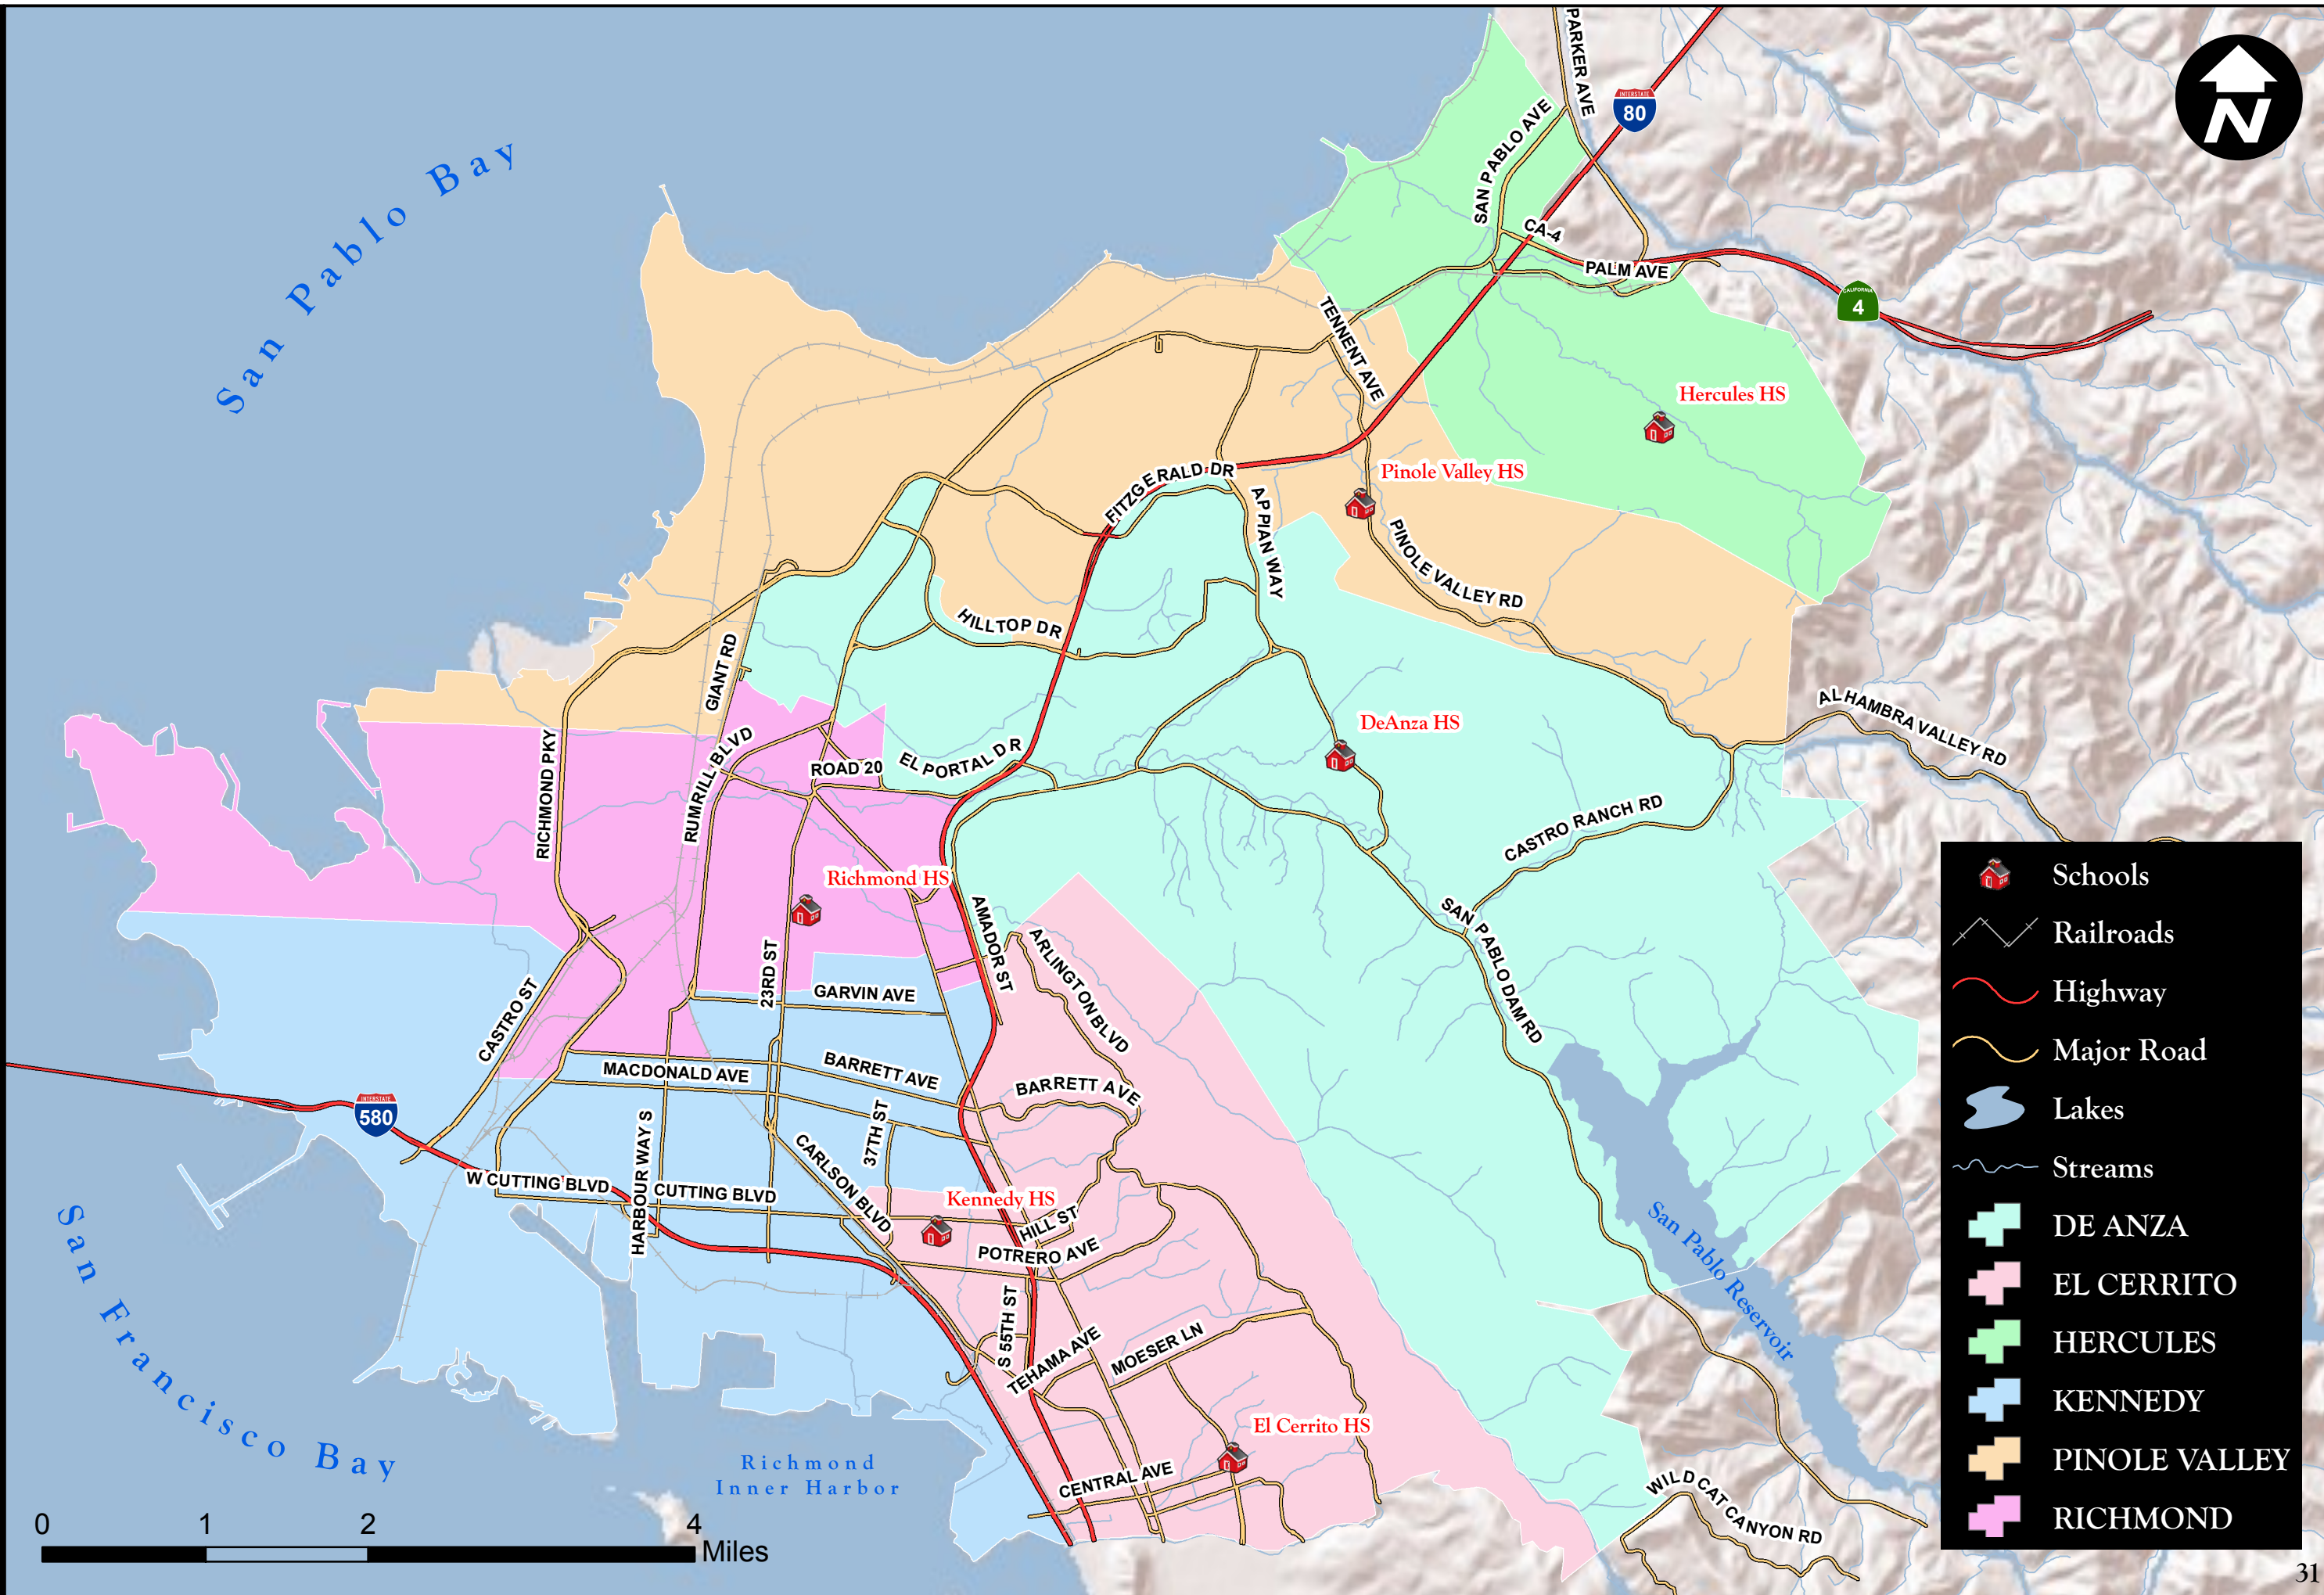 PARKER AVE
INTERSTATE
80
N
San Pablo Bay
SAN PABLO AVE
CA-4
PALM AVE
CALIFORNIA
4
TENNENT AVE
Hercules HS
FITZGERALD DR
Pinole Valley HS
APPIAN WAY
PINOLE VALLEY RD
HILLTOP DR
GIANT RD
ALHAMBRA VALLEY RD
DeAnza HS
RICHMOND PKY
RUMRILL BLVD
ROAD 20
EL PORTAL DR
CASTRO RANCH RD
Richmond HS
AMADOR ST
ARLINGTON BLVD
SAN PABLO DAM RD
23RD ST
GARVIN AVE
CASTRO ST
MACDONALD AVE
BARRETT AVE
BARRETT AVE
INTERSTATE
580
37TH ST
HARBOUR WAY S
CARLSON BLVD
W CUTTING BLVD
CUTTING BLVD
Kennedy HS
HILL ST
POTRERO AVE
San Pablo Reservoir
San Francisco Bay
S 55TH ST
TEHAMA AVE
MOESER LN
El Cerrito HS
CENTRAL AVE
WILDCAT CANYON RD
Richmond
Inner Harbor
0 1 2 4
Miles
Schools
Railroads
Highway
Major Road
Lakes
Streams
DE ANZA
EL CERRITO
HERCULES
KENNEDY
PINOLE VALLEY
RICHMOND
31